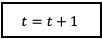 t = t + 1